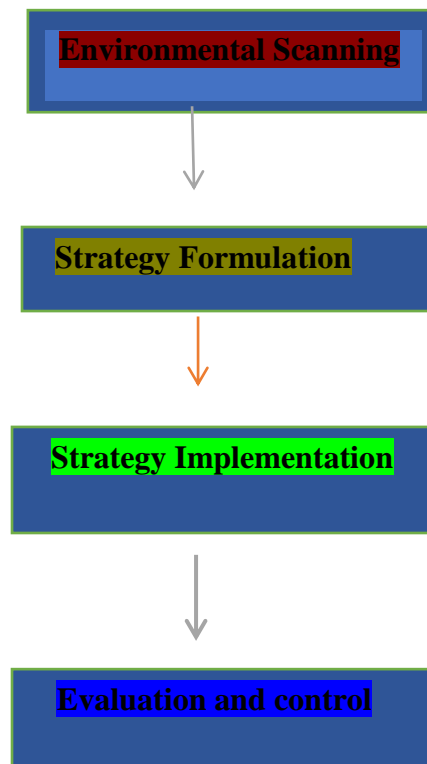 Environmental Scanning
Strategy Formulation
Strategy Implementation
Evaluation and control